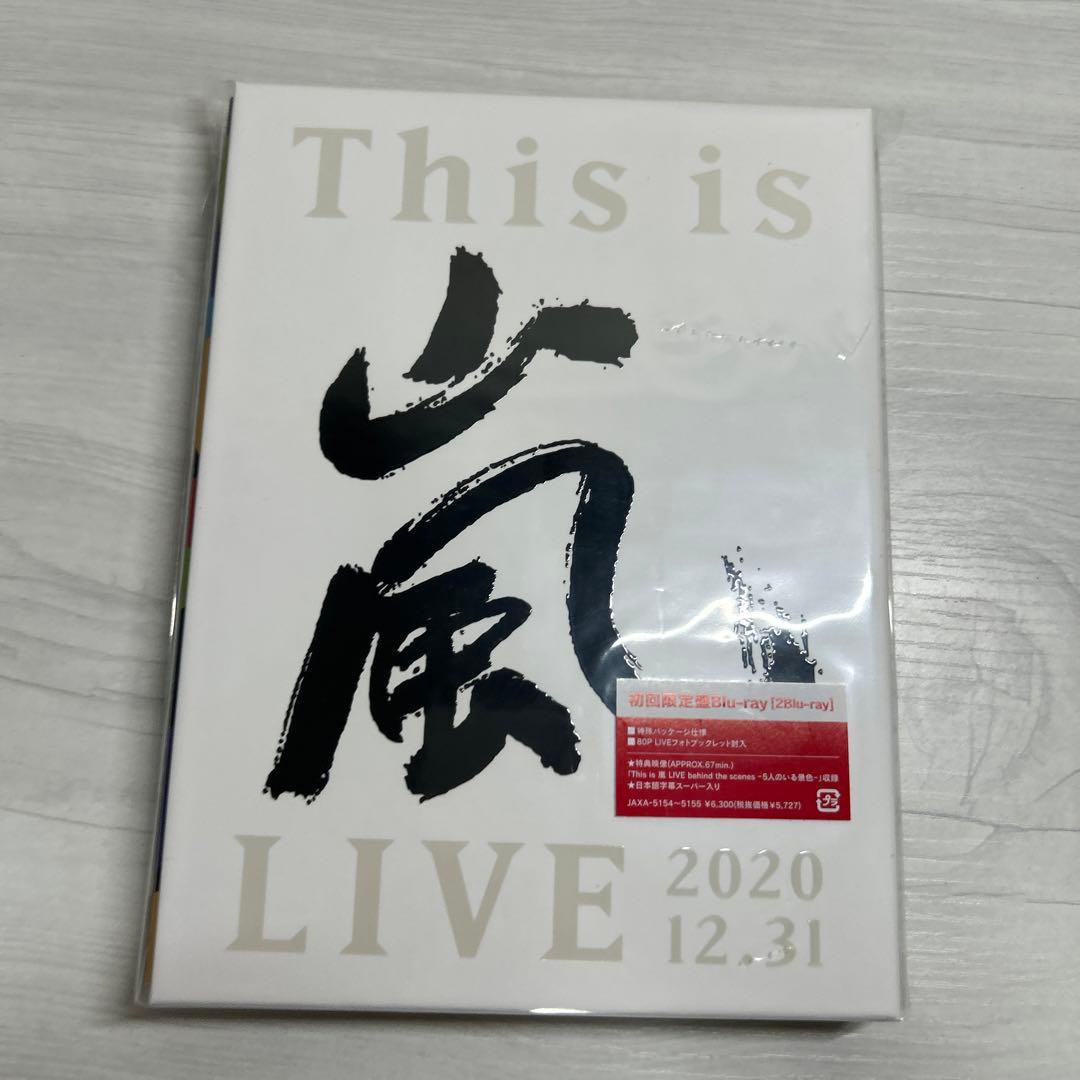 This is
嵐
LIVE
2020
12.31
初回限定盤Blu-ray [2Blu-ray]
■特殊パッケージ仕様
■80P LIVEフォトブックレット封入
★特典映像(APPROX.67min.)
「This is 嵐 LIVE behind the scenes -5人のいる景色-」収録
★日本語字幕スーパー入り
JAXA-5154〜5155 ¥6,300(税抜価格¥5,727)
プラ